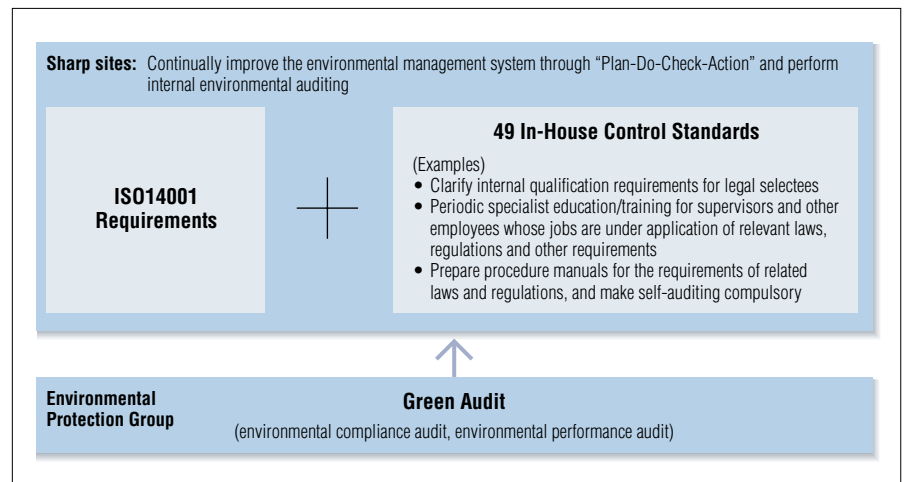 Sharp sites: Continually improve the environmental management system through “Plan-Do-Check-Action” and perform
internal environmental auditing
ISO14001
Requirements
49 In-House Control Standards
(Examples)
• Clarify internal qualification requirements for legal selectees
• Periodic specialist education/training for supervisors and other
employees whose jobs are under application of relevant laws,
regulations and other requirements
• Prepare procedure manuals for the requirements of related
laws and regulations, and make self-auditing compulsory
Environmental
Protection Group
Green Audit
(environmental compliance audit, environmental performance audit)